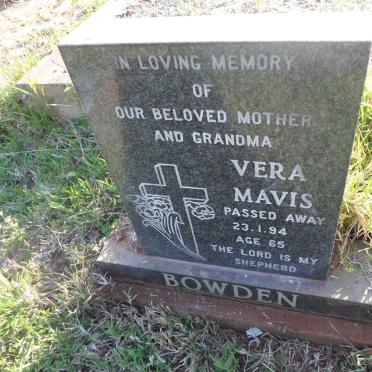 IN LOVING MEMORY
OF
OUR BELOVED MOTHER
AND GRANDMA
VERA
MAVIS
PASSED AWAY
23.1.94
AGE 65
THE LORD IS MY
SHEPHERD
BOWDEN